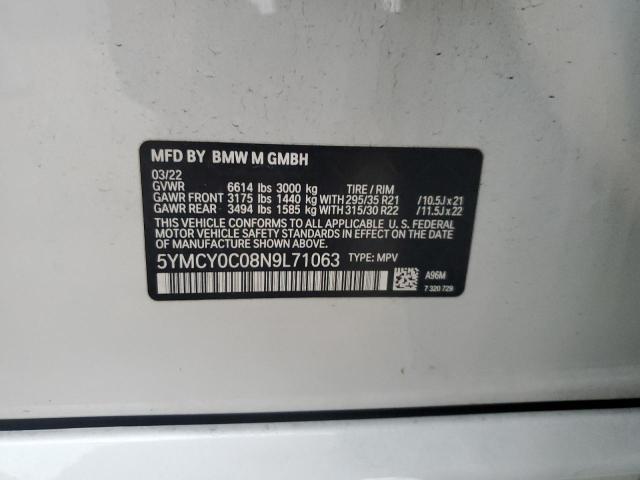 MFD BY BMW M GMBH
03/22
GVWR 6614 lbs 3000 kg TIRE / RIM
GAWR FRONT 3175 lbs 1440 kg WITH 295/35 R21 / 10.5J x 21
GAWR REAR 3494 lbs 1585 kg WITH 315/30 R22 / 11.5J x 22
THIS VEHICLE CONFORMS TO ALL APPLICABLE U. S. FEDERAL
MOTOR VEHICLE SAFETY STANDARDS IN EFFECT ON THE
DATE OF MANUFACTURE SHOWN ABOVE.
5YMCY0C08N9L71063 TYPE: MPV
A96M
7 320 729